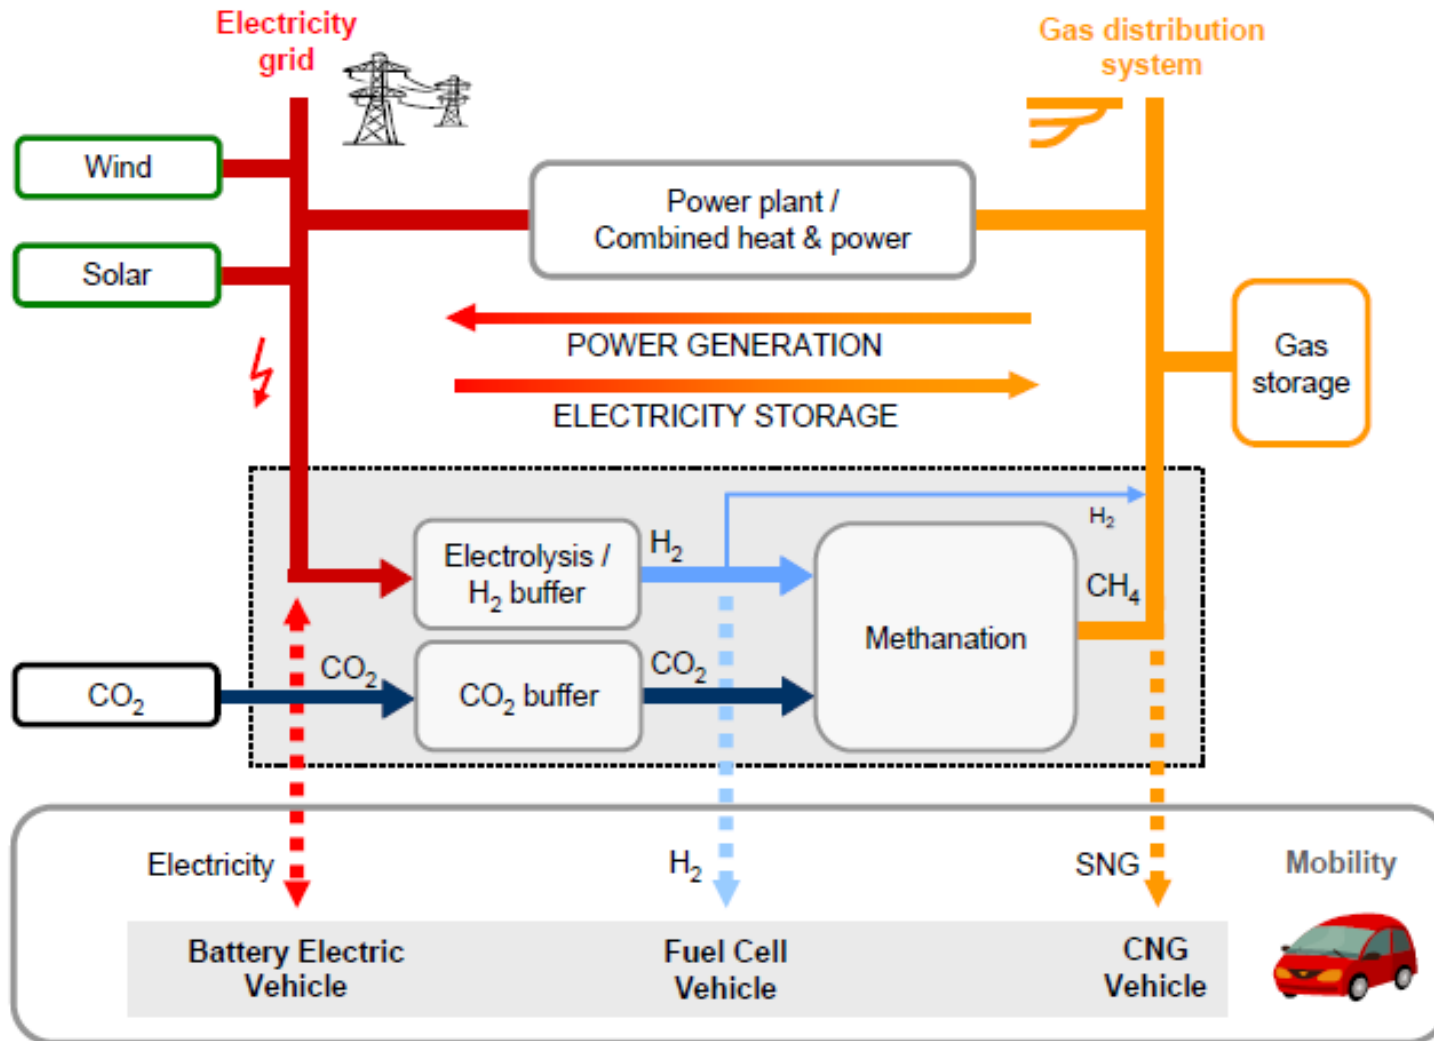 Electricity
grid
Gas distribution
system
Wind
Power plant /
Combined heat & power
Solar
POWER GENERATION
Gas
storage
ELECTRICITY STORAGE
H₂
Electrolysis /
H₂ buffer
H₂
CH₄
Methanation
CO₂
CO₂
CO₂ buffer
CO₂
Electricity
H₂
SNG
Mobility
Battery Electric
Vehicle
Fuel Cell
Vehicle
CNG
Vehicle